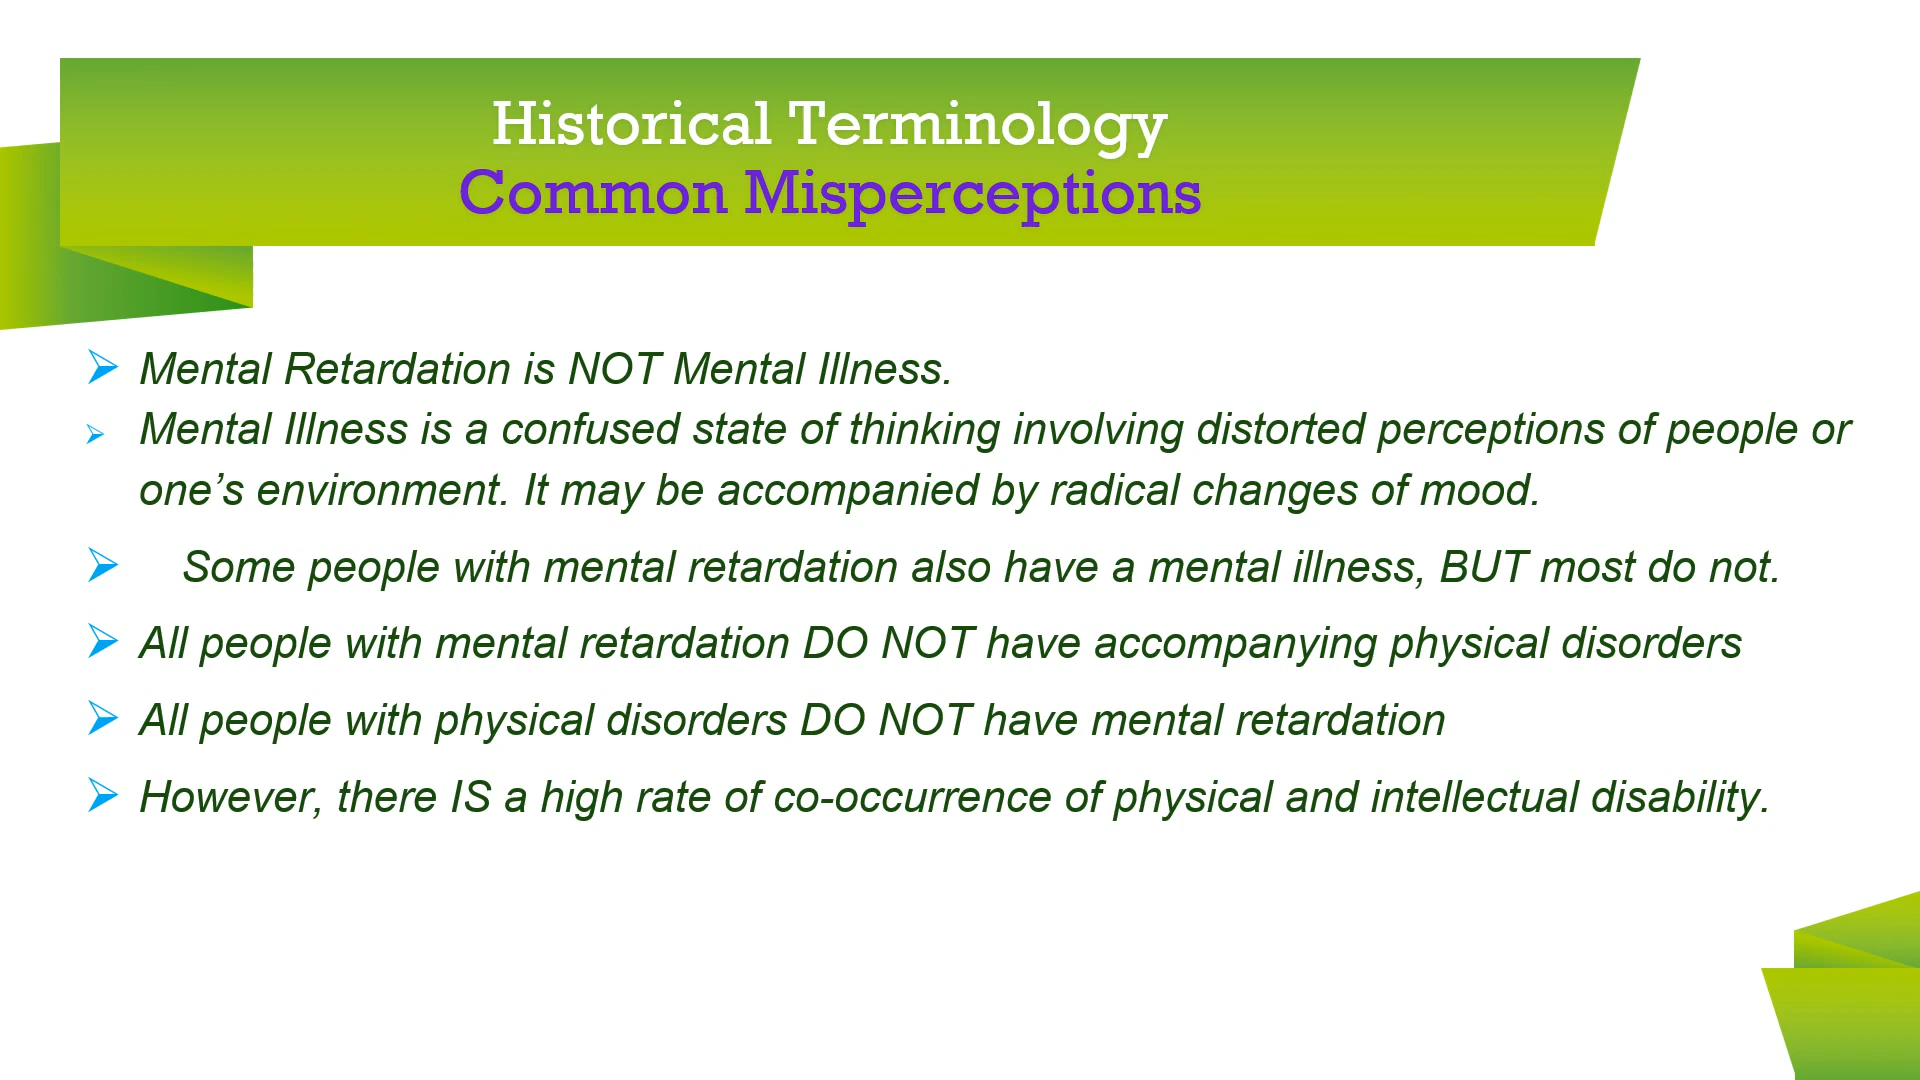 Historical Terminology
Common Misperceptions
Mental Retardation is NOT Mental Illness.
Mental Illness is a confused state of thinking involving distorted perceptions of people or
one’s environment. It may be accompanied by radical changes of mood.
Some people with mental retardation also have a mental illness, BUT most do not.
All people with mental retardation DO NOT have accompanying physical disorders
All people with physical disorders DO NOT have mental retardation
However, there IS a high rate of co-occurrence of physical and intellectual disability.